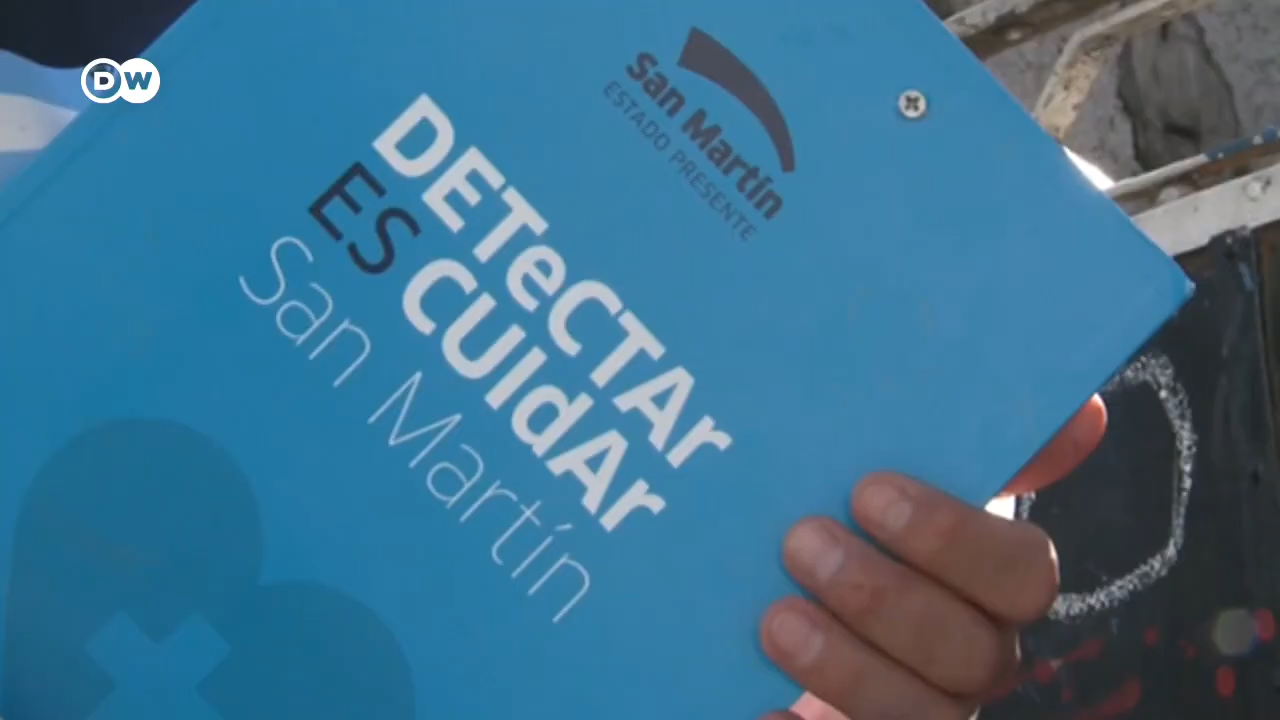 DW
San Martín
ESTADO PRESENTE
DETeCTAr
ES CUIdAr
San Martín